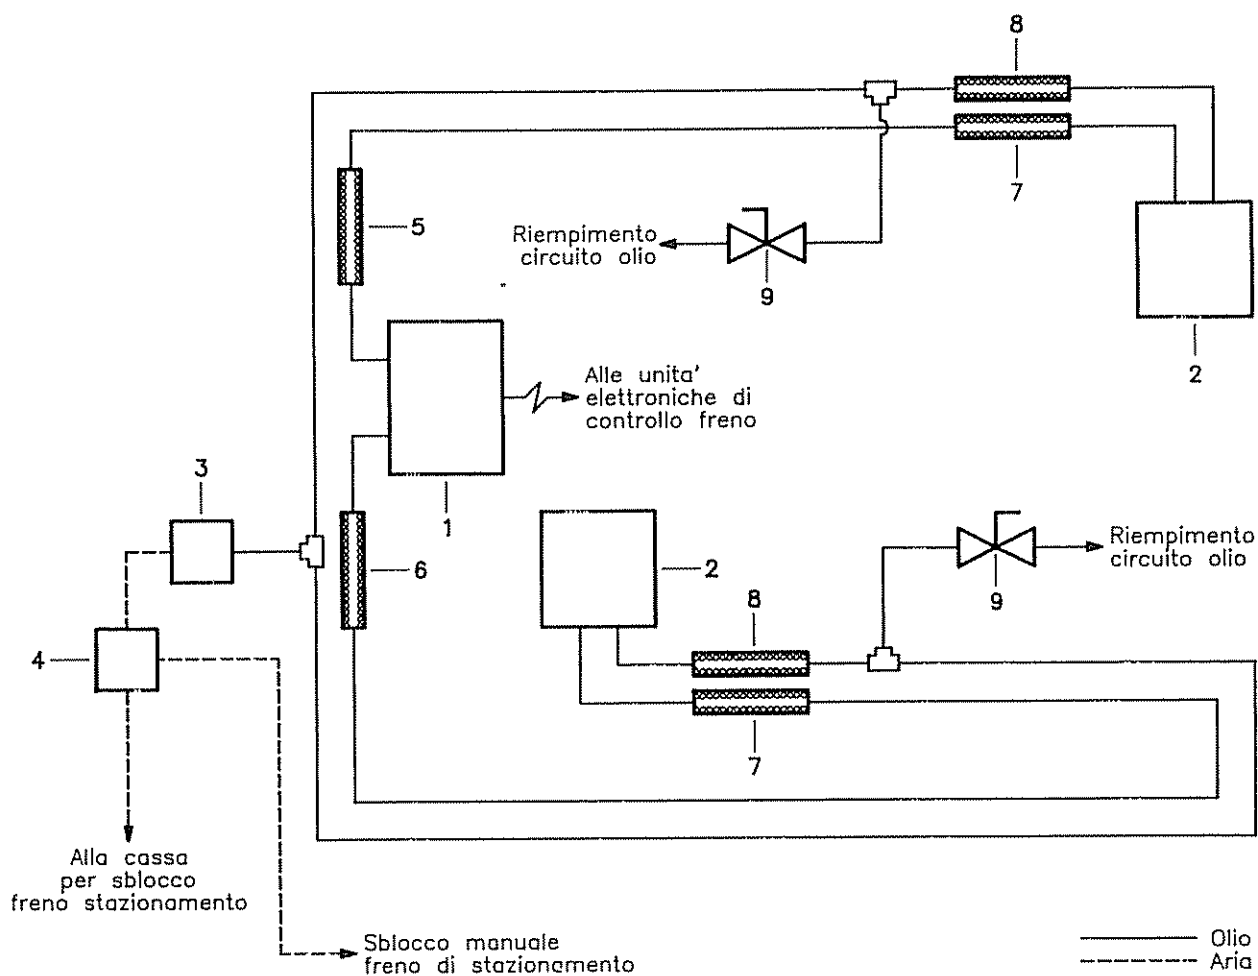 8
7
5
Riempimento
circuito olio
9
2
Alle unita'
elettroniche di
controllo freno
3
1
6
2
Riempimento
circuito olio
9
8
4
7
Alla cassa
per sblocco
freno stazionamento
Sblocco manuale
freno di stazionamento
Olio
Aria